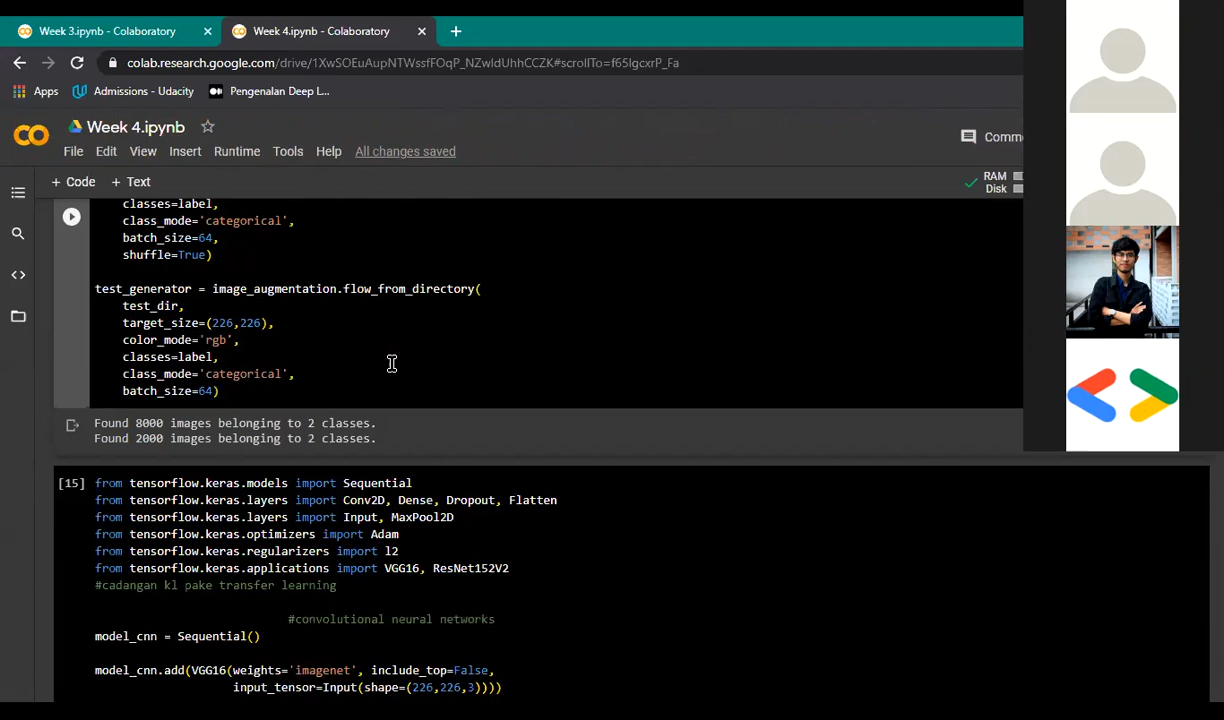 Week 3.ipynb - Colaboratory
Week 4.ipynb - Colaboratory
colab.research.google.com/drive/1XwSOEuAupNTWssfFOqP_NZwIdUhhCCZK#scrollTo=f65IgcxrP_Fa
Apps
Admissions - Udacity
Pengenalan Deep L...
Week 4.ipynb
File Edit View Insert Runtime Tools Help All changes saved
Comme
+ Code + Text
RAM
Disk
classes=label,
class_mode='categorical',
batch_size=64,
shuffle=True)
test_generator = image_augmentation.flow_from_directory(
test_dir,
target_size=(226,226),
color_mode='rgb',
classes=label,
class_mode='categorical',
batch_size=64)
Found 8000 images belonging to 2 classes.
Found 2000 images belonging to 2 classes.
[15] from tensorflow.keras.models import Sequential
from tensorflow.keras.layers import Conv2D, Dense, Dropout, Flatten
from tensorflow.keras.layers import Input, MaxPool2D
from tensorflow.keras.optimizers import Adam
from tensorflow.keras.regularizers import l2
from tensorflow.keras.applications import VGG16, ResNet152V2
#cadangan kl pake transfer learning
#convolutional neural networks
model_cnn = Sequential()
model_cnn.add(VGG16(weights='imagenet', include_top=False,
input_tensor=Input(shape=(226,226,3))))